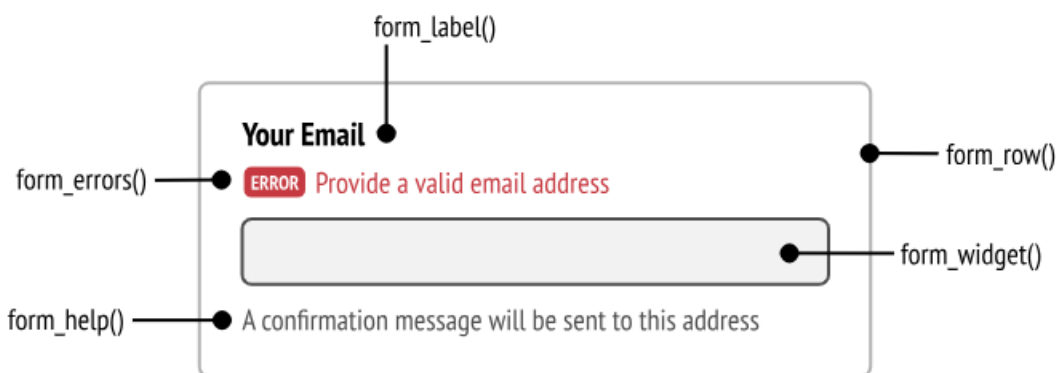 form_label()
Your Email
form_row()
form_errors()
ERROR Provide a valid email address
form_widget()
form_help()
A confirmation message will be sent to this address